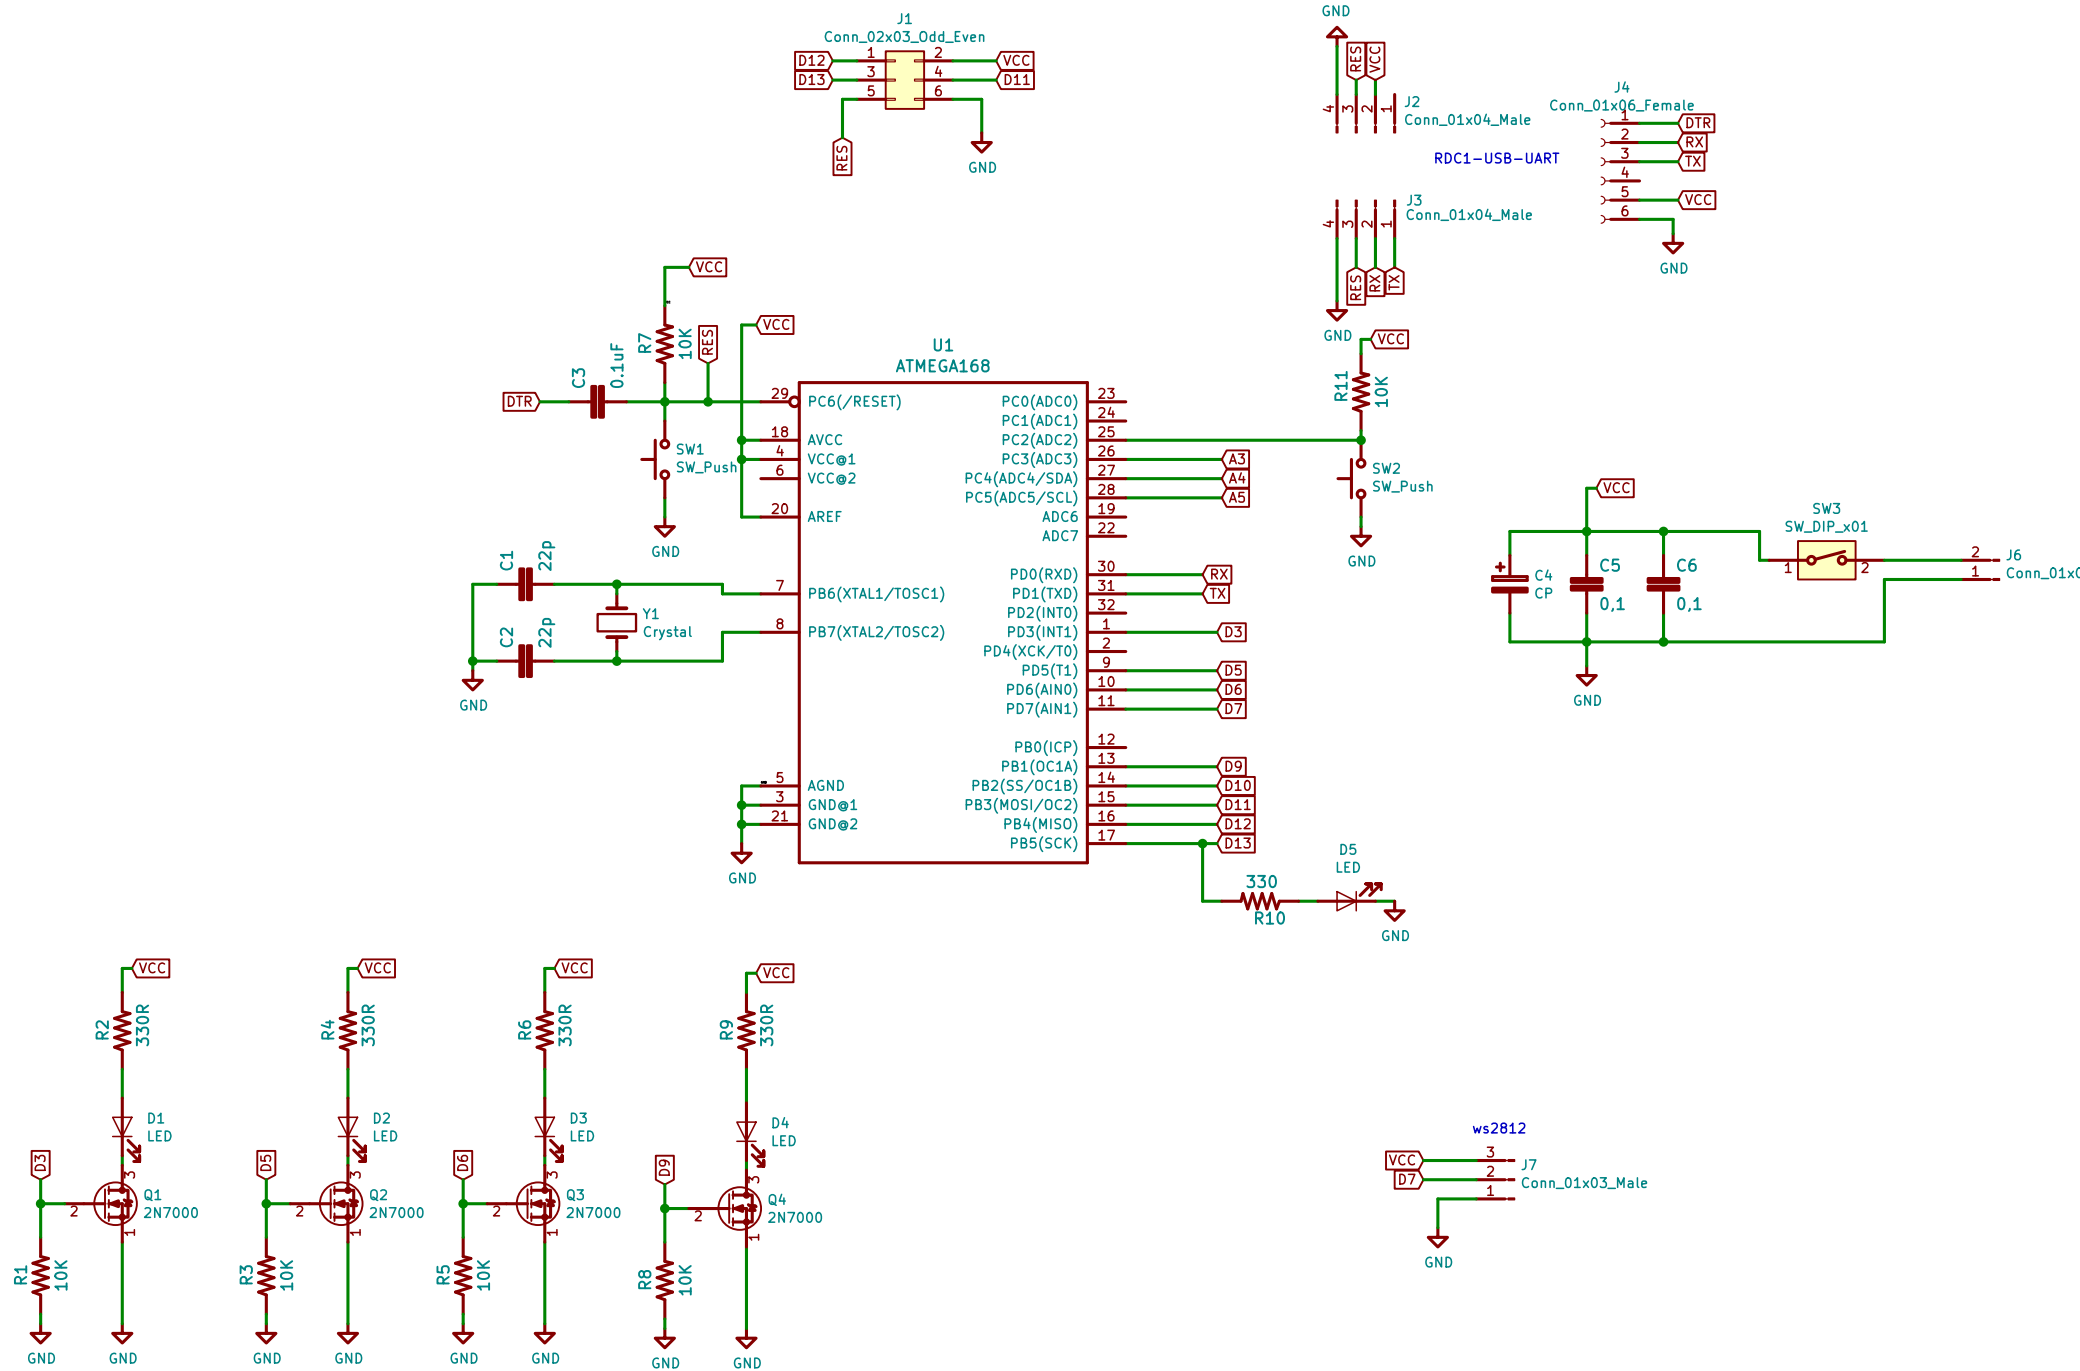 J1
Conn_02x03_Odd_Even
D12 1 2 VCC
D13 3 4 D11
5 6
RES
GND
GND
RES VCC
4 3 2 1
J2
Conn_01x04_Male
RDC1-USB-UART
J3
Conn_01x04_Male
4 3 2 1
RES RX TX
GND
J4
Conn_01x06_Female
1 DTR
2 RX
3 TX
4
5 VCC
6
GND
VCC
R7 10K
RES
VCC
DTR
C3 0.1uF
SW1
SW_Push
GND
U1
ATMEGA168
29 PC6(/RESET)
18 AVCC
4 VCC@1
6 VCC@2
20 AREF
7 PB6(XTAL1/TOSC1)
8 PB7(XTAL2/TOSC2)
5 AGND
3 GND@1
21 GND@2
GND
PC0(ADC0) 23
PC1(ADC1) 24
PC2(ADC2) 25
PC3(ADC3) 26 A3
PC4(ADC4/SDA) 27 A4
PC5(ADC5/SCL) 28 A5
ADC6 19
ADC7 22
PD0(RXD) 30 RX
PD1(TXD) 31 TX
PD2(INT0) 32
PD3(INT1) 1 D3
PD4(XCK/T0) 2
PD5(T1) 9 D5
PD6(AIN0) 10 D6
PD7(AIN1) 11 D7
PB0(ICP) 12
PB1(OC1A) 13 D9
PB2(SS/OC1B) 14 D10
PB3(MOSI/OC2) 15 D11
PB4(MISO) 16 D12
PB5(SCK) 17 D13
C1 22p
C2 22p
Y1
Crystal
GND
VCC
R11 10K
SW2
SW_Push
GND
330
R10
D5
LED
GND
VCC
C4
CP
C5
0,1
C6
0,1
GND
SW3
SW_DIP_x01
1 2
2
1
J6
Conn_01x0
VCC
R2 330R
D1
LED
D3
3
2
1
Q1
2N7000
R1 10K
GND GND
VCC
R4 330R
D2
LED
D5
3
2
1
Q2
2N7000
R3 10K
GND GND
VCC
R6 330R
D3
LED
D6
3
2
1
Q3
2N7000
R5 10K
GND GND
VCC
R9 330R
D4
LED
D9
3
2
1
Q4
2N7000
R8 10K
GND GND
ws2812
VCC 3
D7 2
1
J7
Conn_01x03_Male
GND